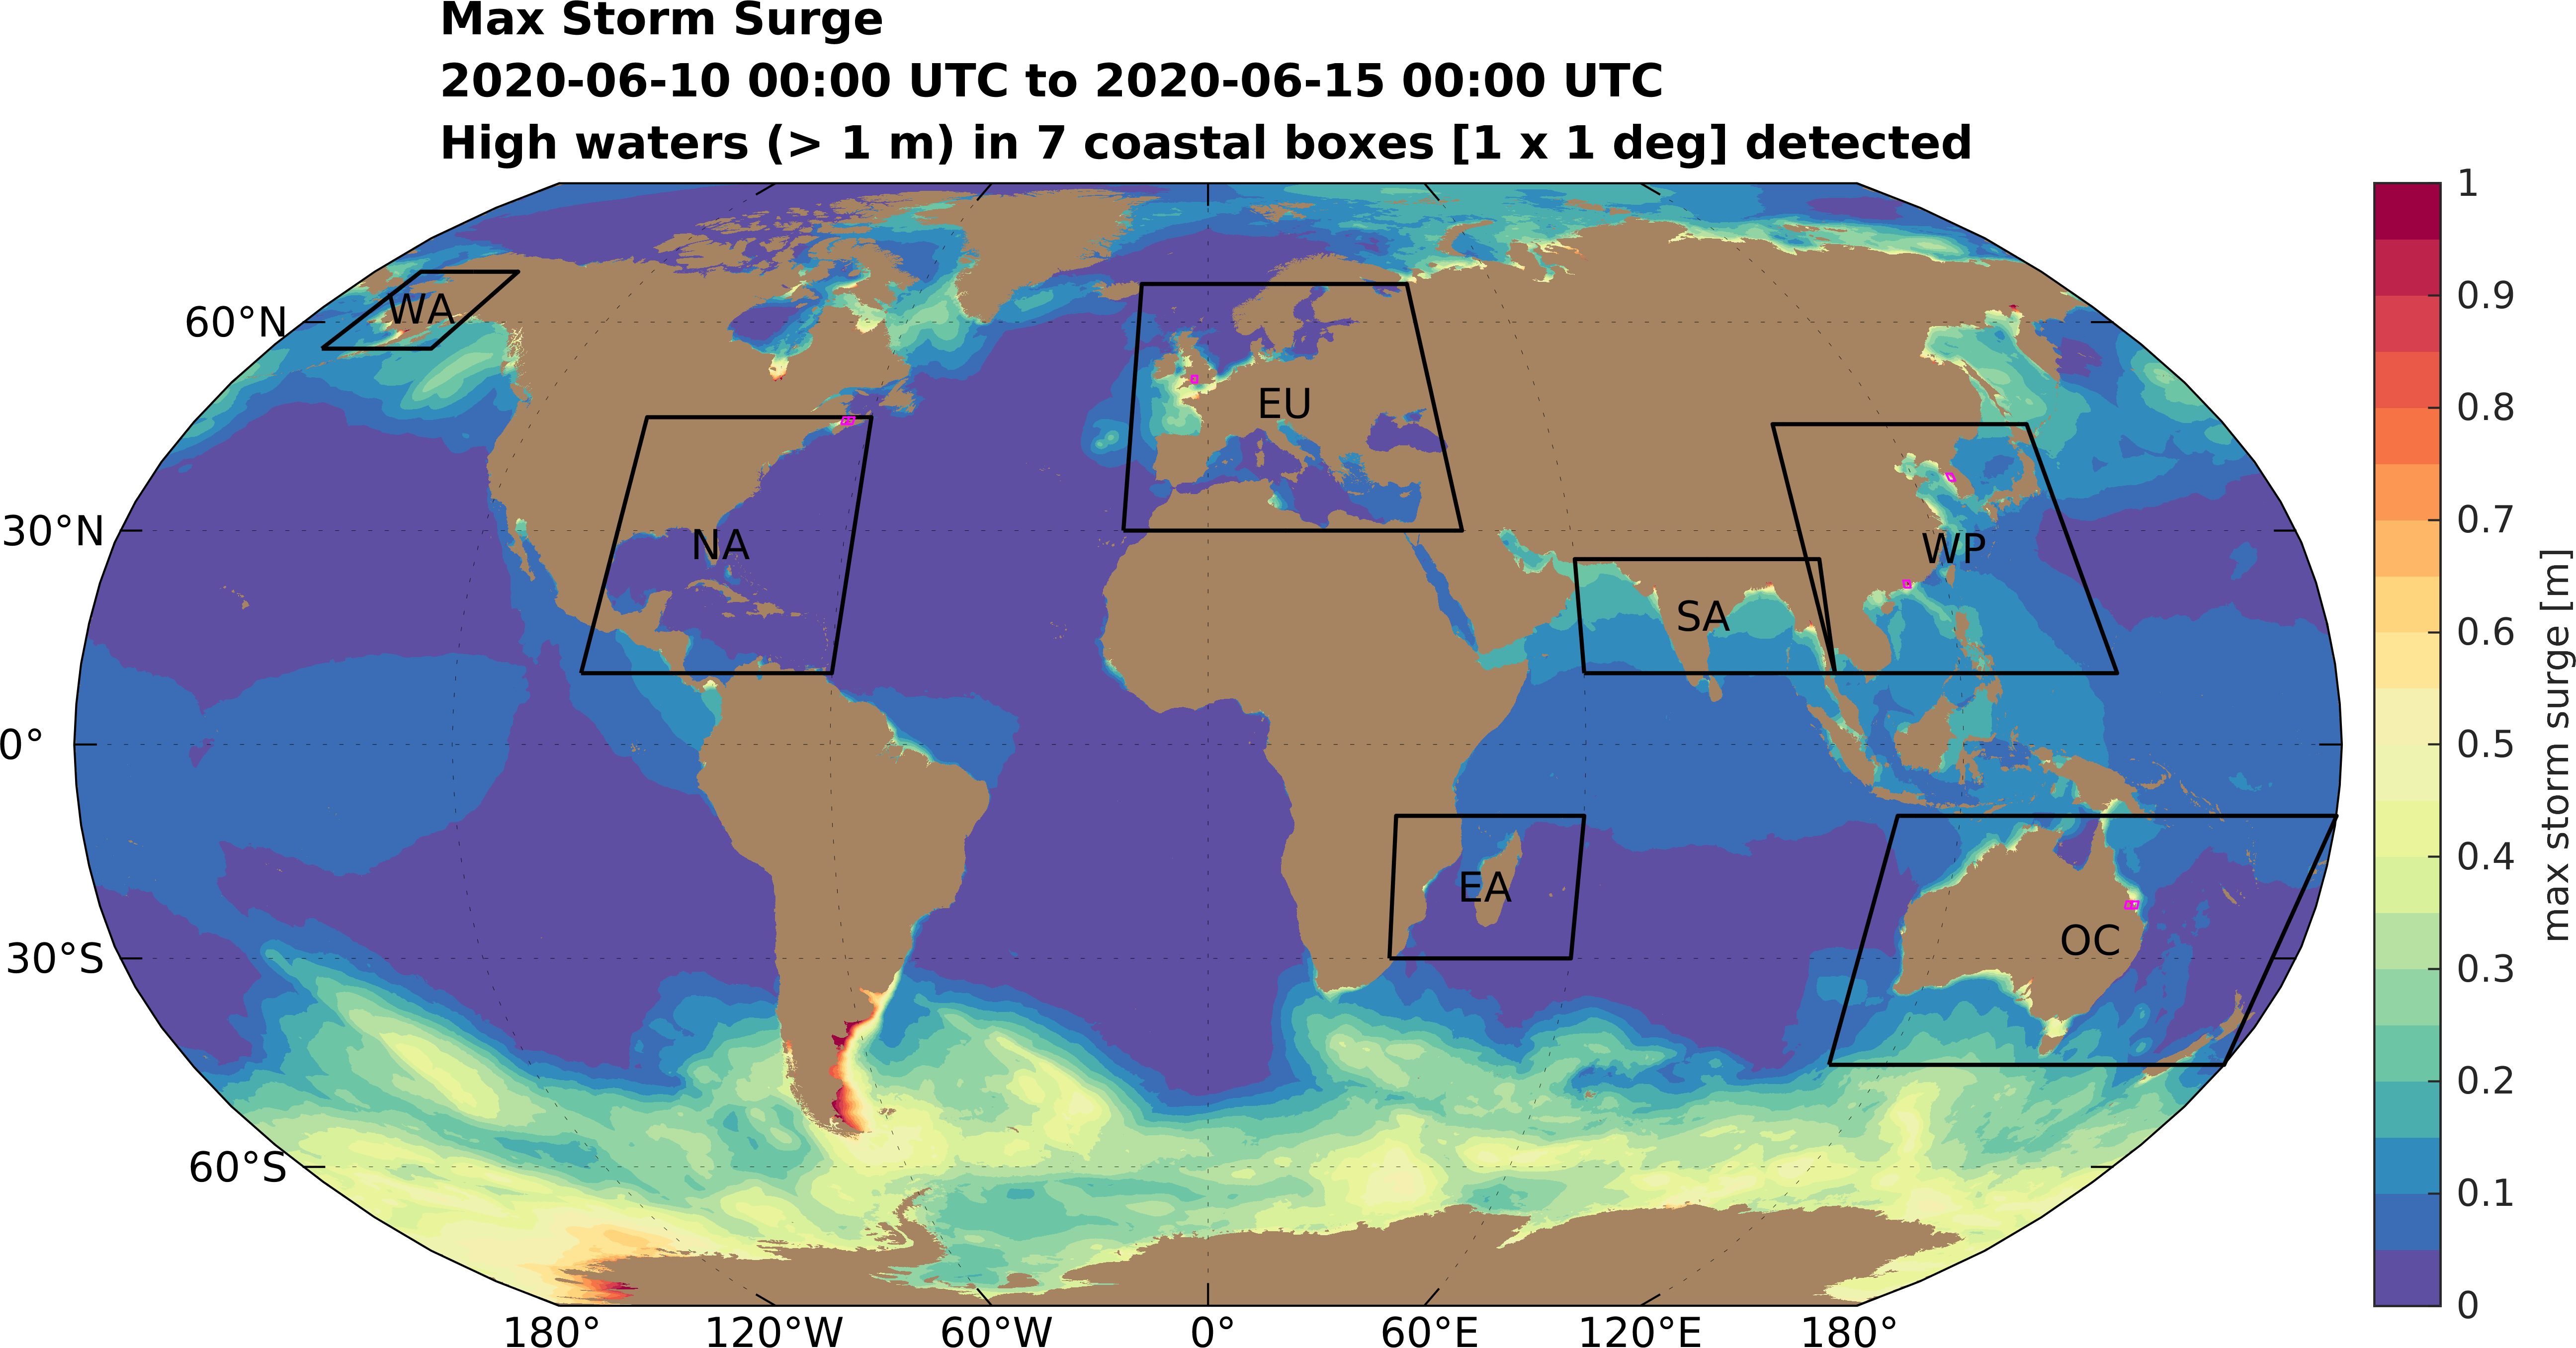 Max Storm Surge
2020-06-10 00:00 UTC to 2020-06-15 00:00 UTC
High waters (> 1 m) in 7 coastal boxes [1 x 1 deg] detected
60°N
30°N
0°
30°S
60°S
WA
NA
EU
SA
WP
EA
OC
180°
120°W
60°W
0°
60°E
120°E
180°
1
0.9
0.8
0.7
0.6
0.5
0.4
0.3
0.2
0.1
0
max storm surge [m]